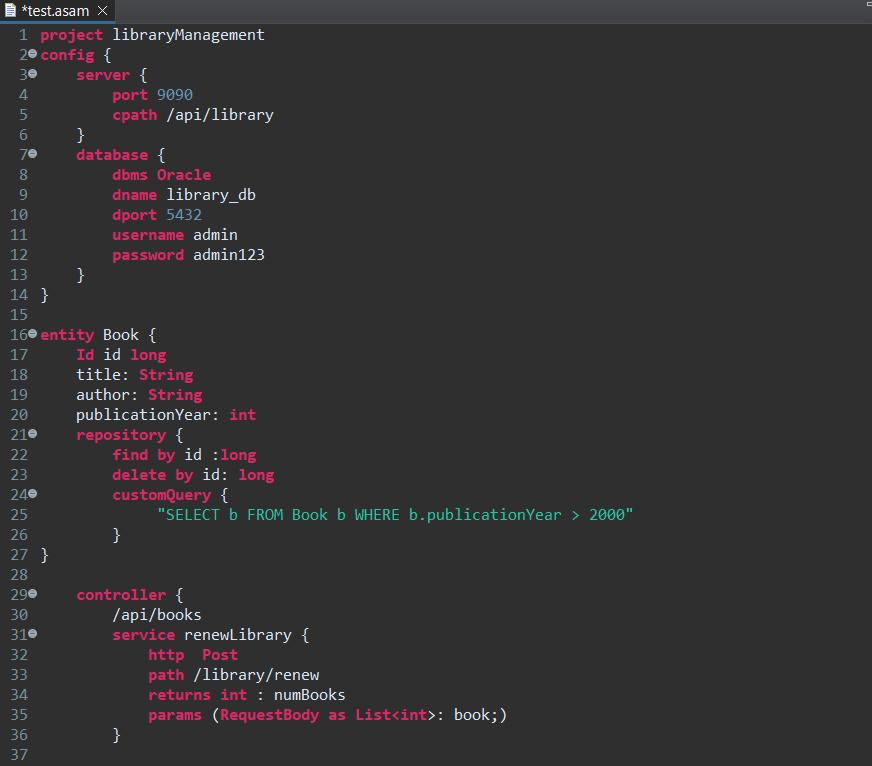 *test.asam
1 project libraryManagement
2 config {
3     server {
4         port 9090
5         cpath /api/library
6     }
7     database {
8         dbms Oracle
9         dname library_db
10         dport 5432
11         username admin
12         password admin123
13     }
14 }
15
16 entity Book {
17     Id id long
18     title: String
19     author: String
20     publicationYear: int
21     repository {
22         find by id :long
23         delete by id: long
24         customQuery {
25              "SELECT b FROM Book b WHERE b.publicationYear > 2000"
26         }
27 }
28
29     controller {
30         /api/books
31         service renewLibrary {
32             http  Post
33             path /library/renew
34             returns int : numBooks
35             params (RequestBody as List<int>: book;)
36         }
37